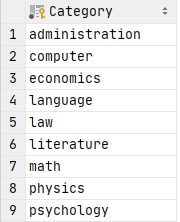 Category
1 administration
2 computer
3 economics
4 language
5 law
6 literature
7 math
8 physics
9 psychology